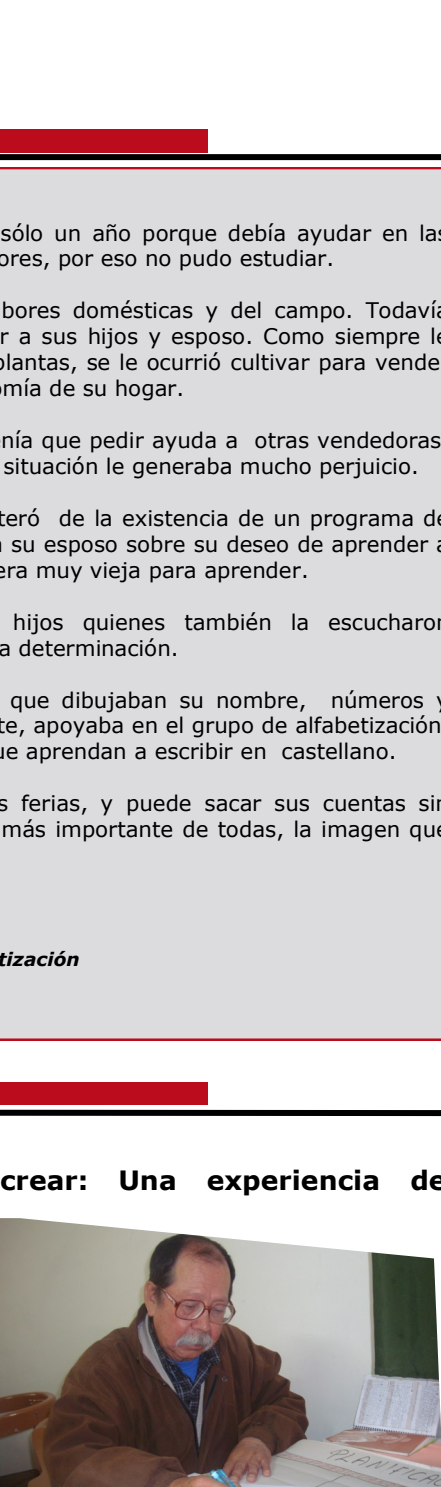 sólo un año porque debía ayudar en las
ores, por eso no pudo estudiar.
bores domésticas y del campo. Todavía
r a sus hijos y esposo. Como siempre le
plantas, se le ocurrió cultivar para vende
omía de su hogar.
enía que pedir ayuda a otras vendedoras
situación le generaba mucho perjuicio.
teró de la existencia de un programa de
a su esposo sobre su deseo de aprender a
era muy vieja para aprender.
hijos quienes también la escucharon
a determinación.
que dibujaban su nombre, números y
te, apoyaba en el grupo de alfabetización
ue aprendan a escribir en castellano.
s ferias, y puede sacar sus cuentas sin
más importante de todas, la imagen que
tización
crear: Una experiencia de
PLANIFICAC